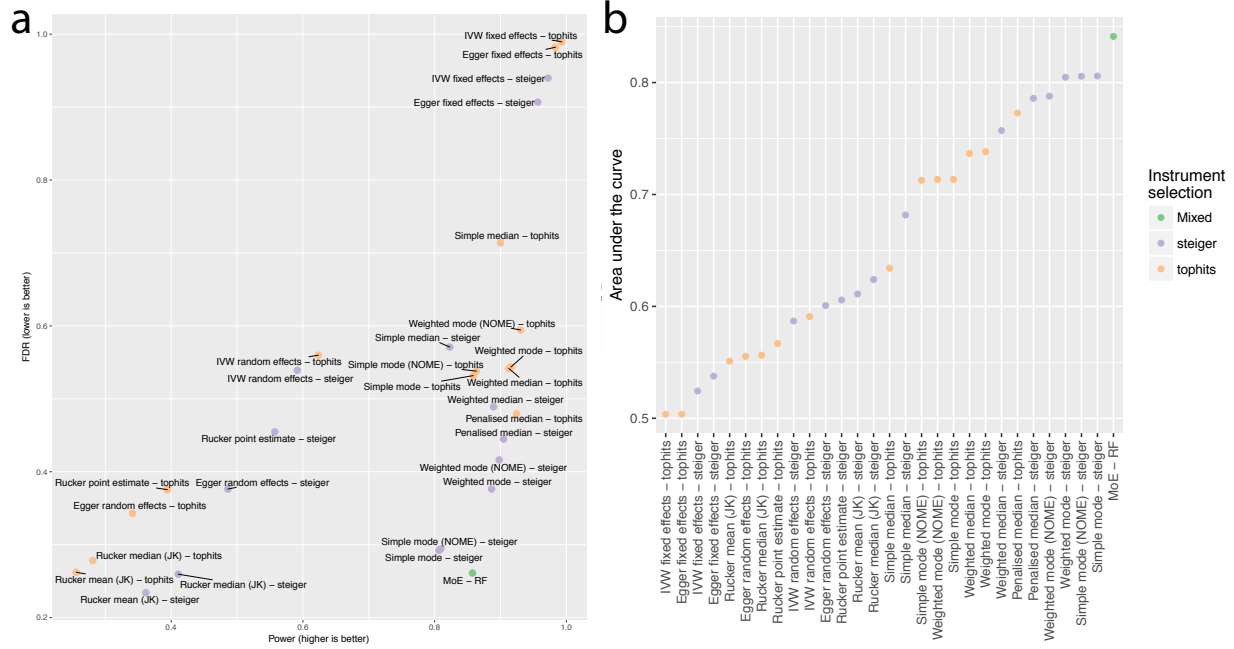 a
FDR (lower is better)
1.0
0.8
0.6
0.4
0.2
IVW fixed effects – tophits
Egger fixed effects – tophits
IVW fixed effects – steiger
Egger fixed effects – steiger
Simple median – tophits
Weighted mode (NOME) – tophits
Simple median – steiger
Weighted mode – tophits
IVW random effects – tophits
Simple mode (NOME) – tophits
IVW random effects – steiger
Simple mode – tophits
Weighted median – tophits
Weighted median – steiger
Penalised median – tophits
Penalised median – steiger
Rucker point estimate – steiger
Weighted mode (NOME) – steiger
Weighted mode – steiger
Rucker point estimate – tophits
Egger random effects – steiger
Egger random effects – tophits
Simple mode (NOME) – steiger
Simple mode – steiger
Rucker median (JK) – tophits
Rucker mean (JK) – tophits
Rucker median (JK) – steiger
Rucker mean (JK) – steiger
MoE – RF
0.4
0.6
0.8
1.0
Power (higher is better)
b
Area under the curve
0.8
0.7
0.6
0.5
IVW fixed effects – tophits
Egger fixed effects – tophits
IVW fixed effects – steiger
Egger fixed effects – steiger
Rucker mean (JK) – tophits
Egger random effects – tophits
Rucker median (JK) – tophits
Rucker point estimate – tophits
IVW random effects – steiger
IVW random effects – tophits
Egger random effects – steiger
Rucker point estimate – steiger
Rucker mean (JK) – steiger
Rucker median (JK) – steiger
Simple median – tophits
Simple median – steiger
Simple mode (NOME) – tophits
Weighted mode (NOME) – tophits
Simple mode – tophits
Weighted median – tophits
Weighted mode – tophits
Weighted median – steiger
Penalised median – tophits
Penalised median – steiger
Weighted mode (NOME) – steiger
Weighted mode – steiger
Simple mode (NOME) – steiger
Simple mode – steiger
MoE – RF
Instrument
selection
Mixed
steiger
tophits